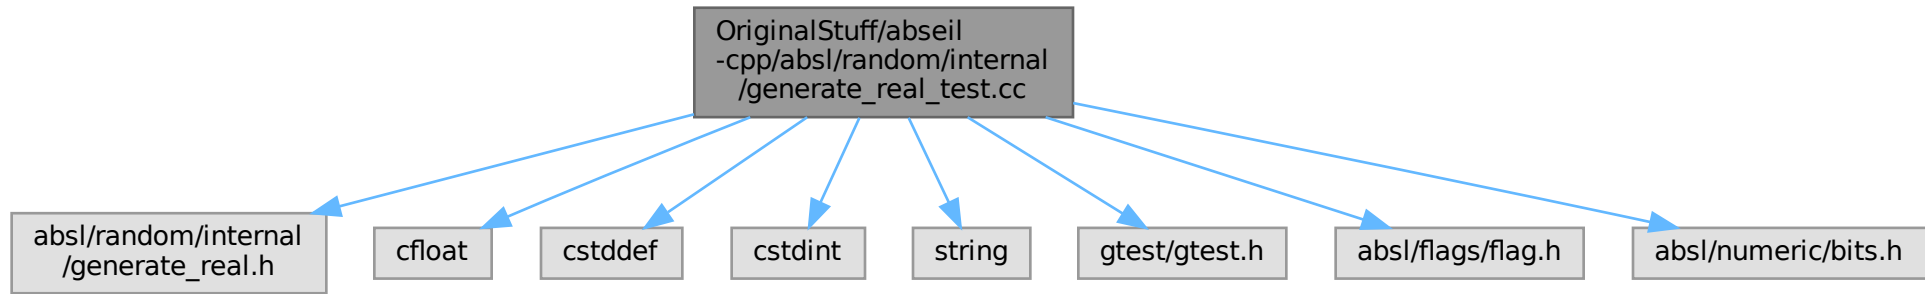 OriginalStuff/abseil
-cpp/absl/random/internal
/generate_real_test.cc
absl/random/internal
/generate_real.h
cfloat
cstddef
cstdint
string
gtest/gtest.h
absl/flags/flag.h
absl/numeric/bits.h